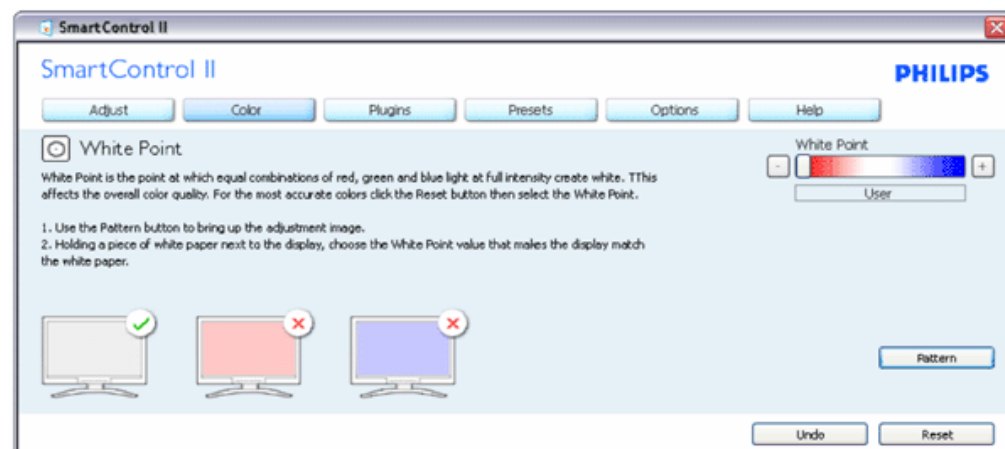 SmartControl II
SmartControl II
PHILIPS
Adjust Color Plugins Presets Options Help
White Point
White Point is the point at which equal combinations of red, green and blue light at full intensity create white. TThis
affects the overall color quality. For the most accurate colors click the Reset button then select the White Point.
1. Use the Pattern button to bring up the adjustment image.
2. Holding a piece of white paper next to the display, choose the White Point value that makes the display match
the white paper.
White Point
- +
User
Pattern
Undo Reset